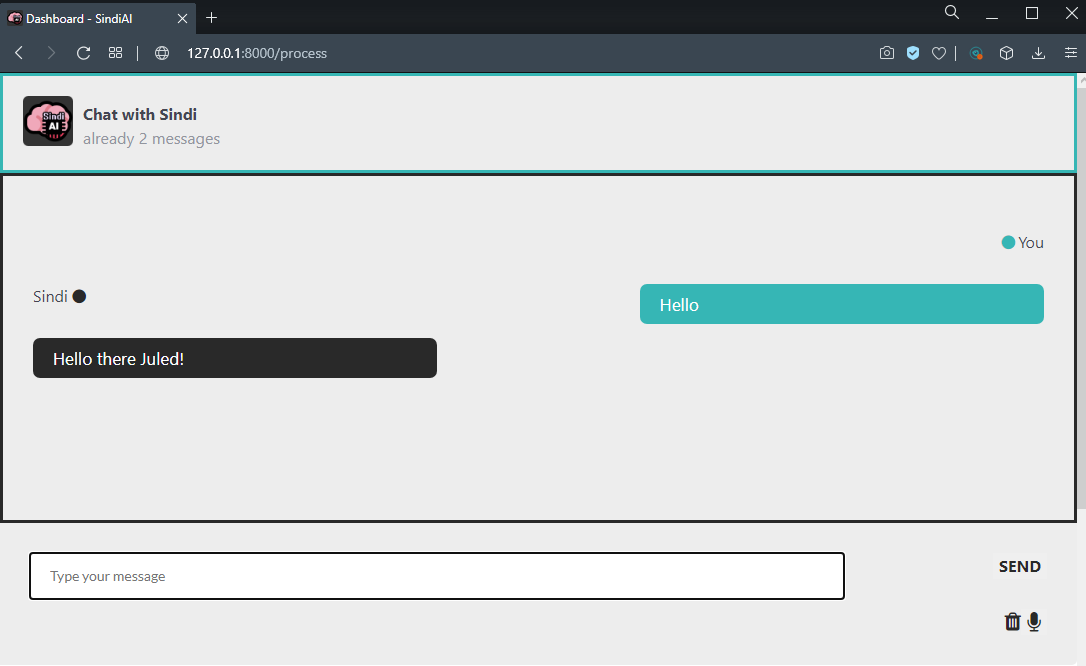 Dashboard - SindiAI
127.0.0.1:8000/process
Sindi
AI
Chat with Sindi
already 2 messages
You
Hello
Sindi
Hello there Juled!
Type your message
SEND